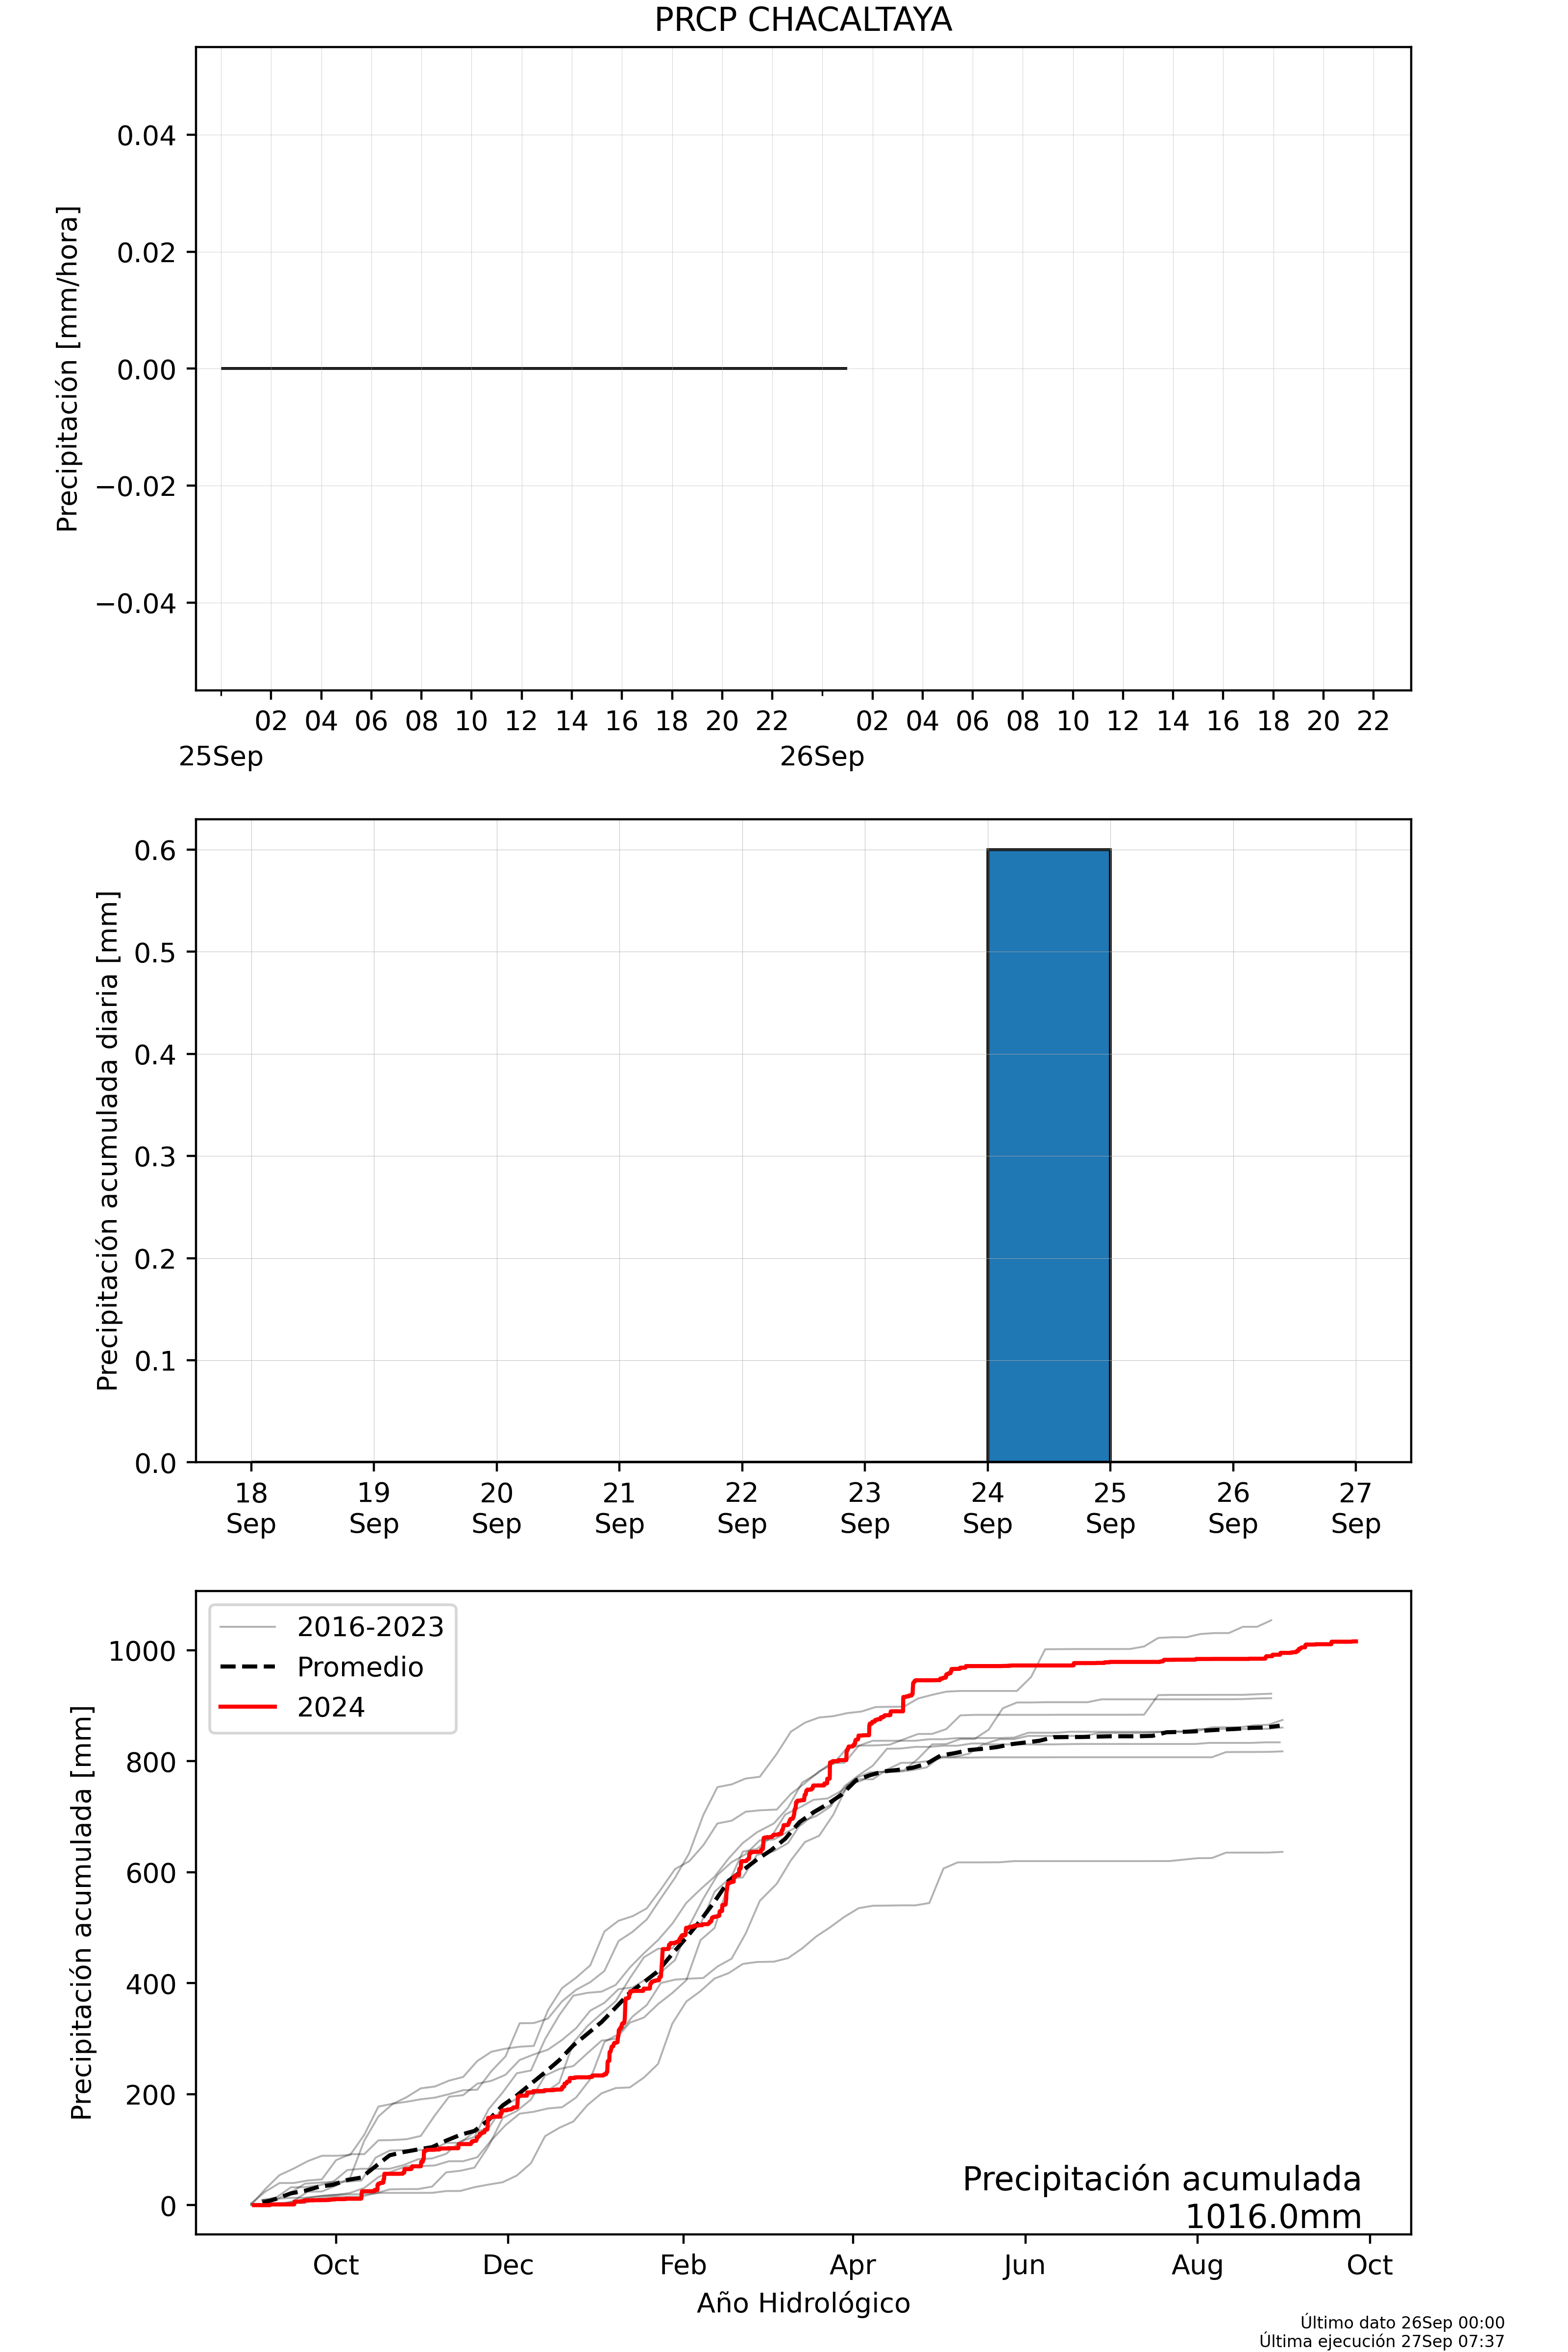 PRCP CHACALTAYA
Precipitación [mm/hora]
0.04
0.02
0.00
−0.02
−0.04
02 04 06 08 10 12 14 16 18 20 22 02 04 06 08 10 12 14 16 18 20 22
25Sep 26Sep
Precipitación acumulada diaria [mm]
0.6
0.5
0.4
0.3
0.2
0.1
0.0
18 19 20 21 22 23 24 25 26 27
Sep Sep Sep Sep Sep Sep Sep Sep Sep Sep
Precipitación acumulada [mm]
1000
800
600
400
200
0
2016-2023
Promedio
2024
Precipitación acumulada
1016.0mm
Oct Dec Feb Apr Jun Aug Oct
Año Hidrológico
Último dato 26Sep 00:00
Última ejecución 27Sep 07:37